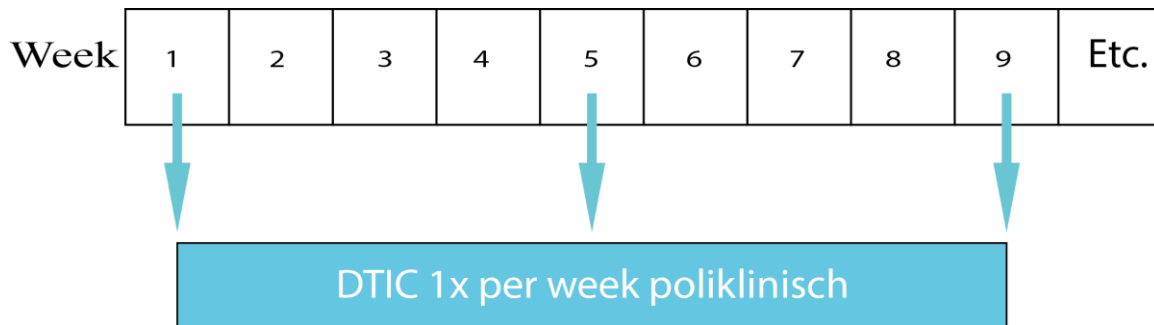 Week 1 2 3 4 5 6 7 8 9 Etc.
DTIC 1x per week poliklinisch